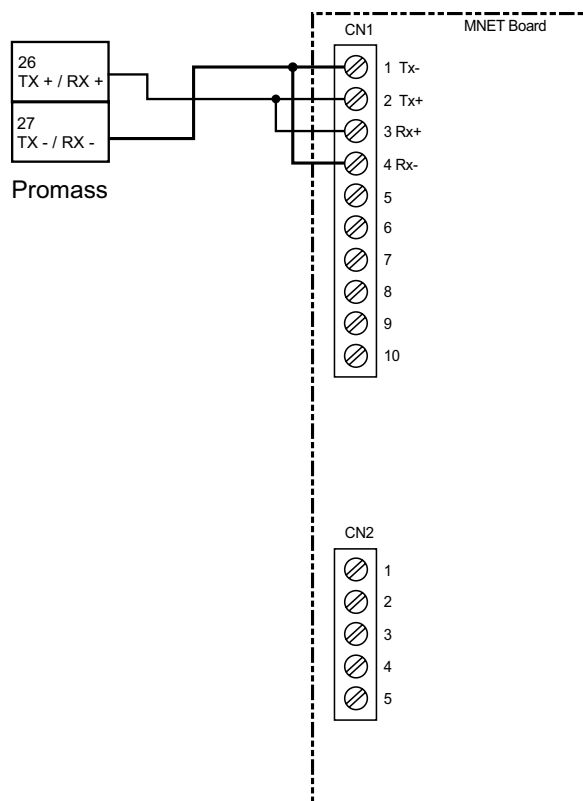 MNET Board
CN1
26
TX + / RX +
27
TX - / RX -
Promass
1 Tx-
2 Tx+
3 Rx+
4 Rx-
5
6
7
8
9
10
CN2
1
2
3
4
5